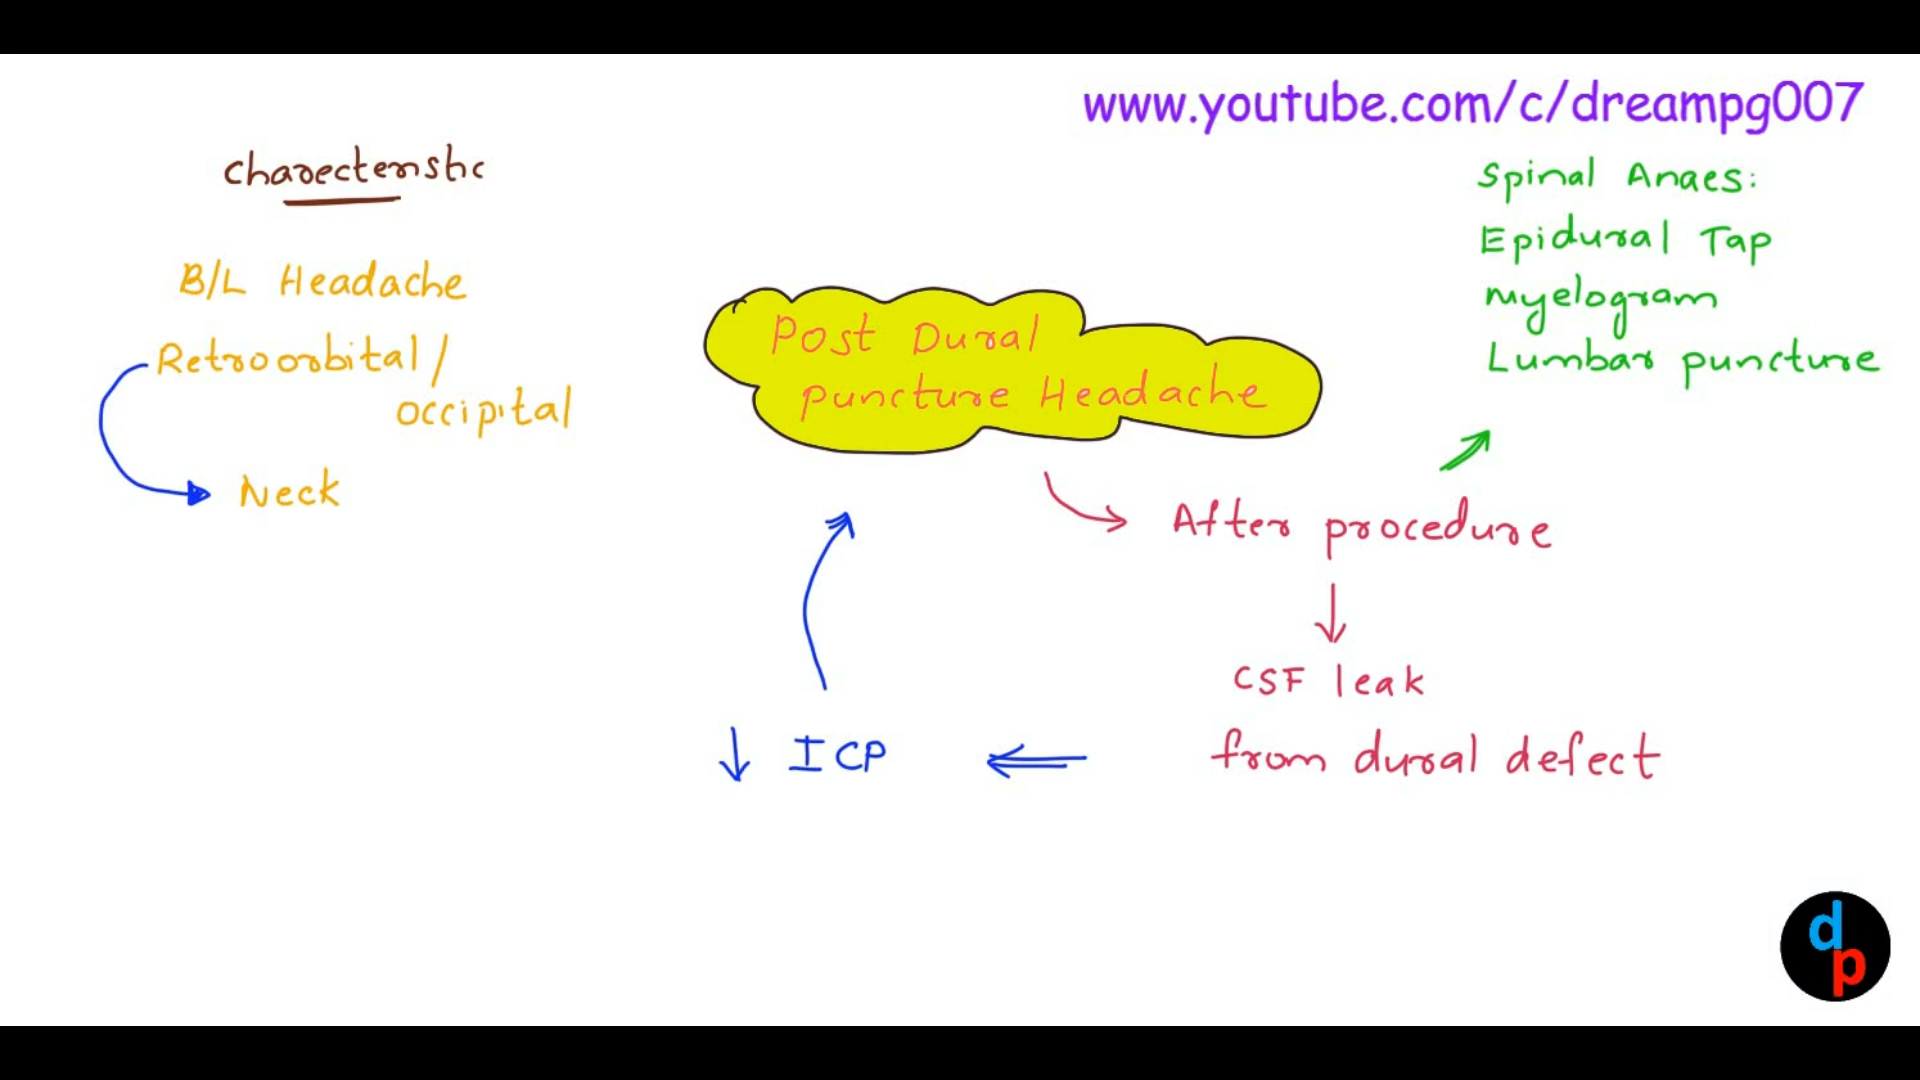 www.youtube.com/c/dreampg007
Charecteristic
B/L Headache
Retroorbital/
occipital
Neck
Post Dural
puncture Headache
Spinal Anaes:
Epidural Tap
Myelogram
Lumbar puncture
After procedure
CSF leak
from dural defect
↓ ICP
dp